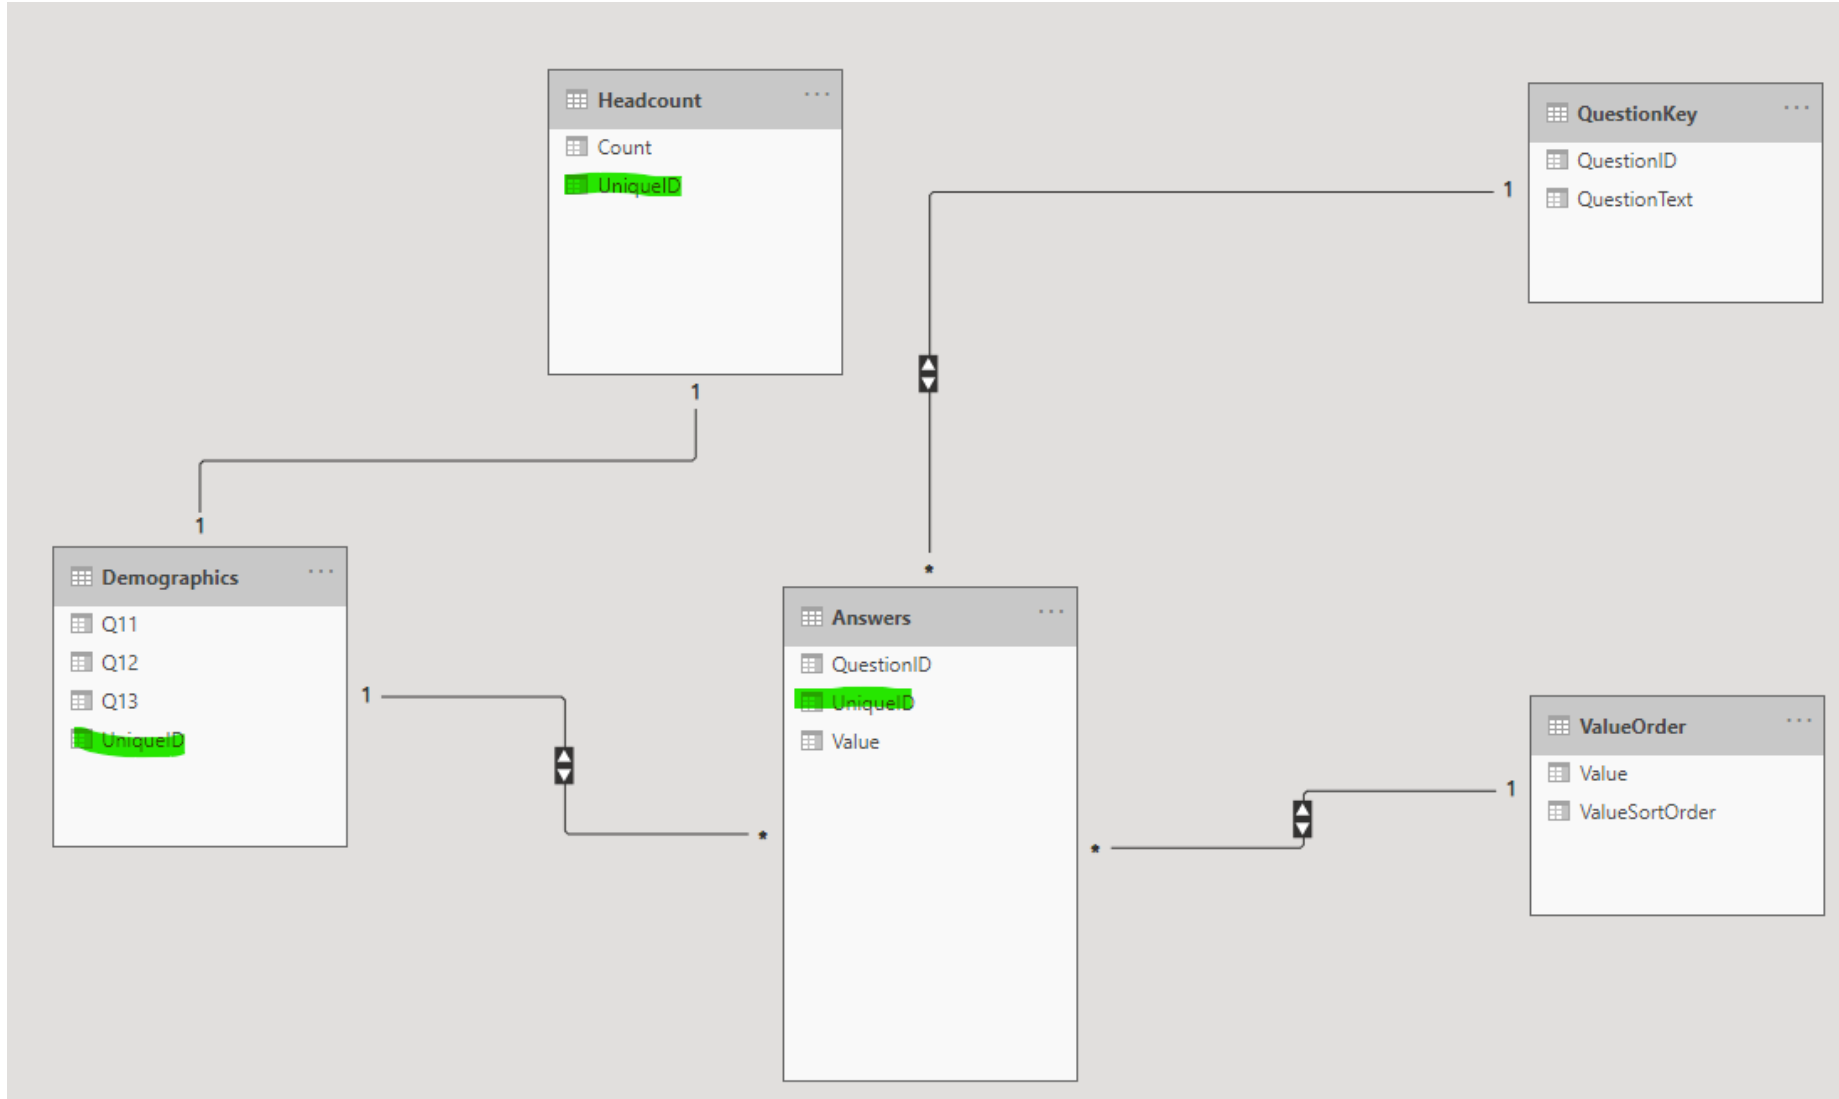 Headcount
Count
UniqueID
1
QuestionKey
QuestionID
QuestionText
1
*
1
Demographics
Q11
Q12
Q13
UniqueID
1
*
Answers
QuestionID
UniqueID
Value
*
1
ValueOrder
Value
ValueSortOrder